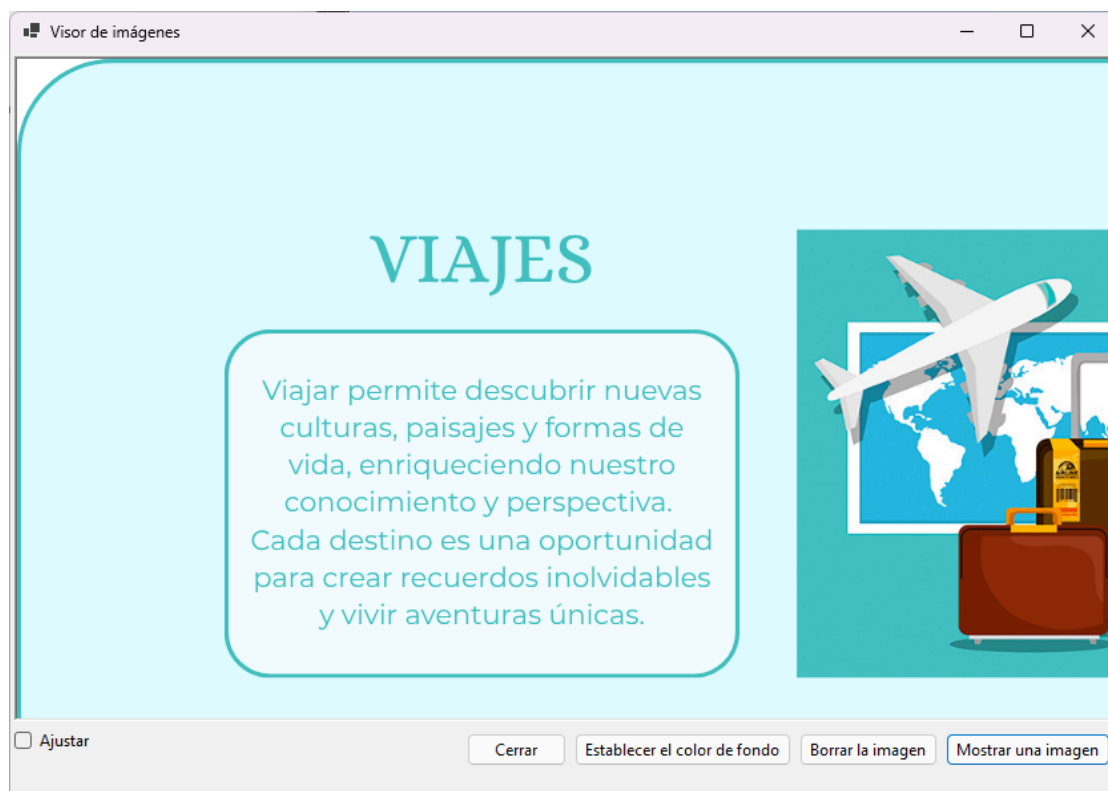 Visor de imágenes
VIAJES
Viajar permite descubrir nuevas
culturas, paisajes y formas de
vida, enriqueciendo nuestro
conocimiento y perspectiva.
Cada destino es una oportunidad
para crear recuerdos inolvidables
y vivir aventuras únicas.
Ajustar
Cerrar
Establecer el color de fondo
Borrar la imagen
Mostrar una imagen